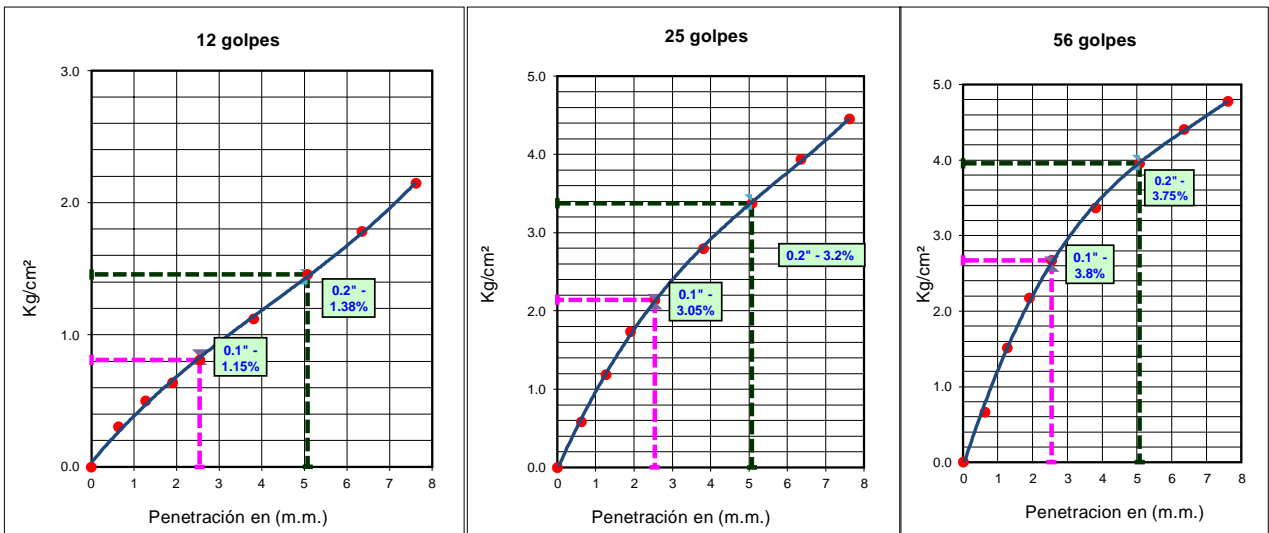 12 golpes
3.0
2.0
1.0
0.0
Kg/cm²
0.2" -
1.38%
0.1" -
1.15%
0 1 2 3 4 5 6 7 8
Penetración en (m.m.)
25 golpes
5.0
4.0
3.0
2.0
1.0
0.0
Kg/cm²
0.2" - 3.2%
0.1" -
3.05%
0 1 2 3 4 5 6 7 8
Penetración en (m.m.)
56 golpes
5.0
4.0
3.0
2.0
1.0
0.0
Kg/cm²
0.2" -
3.75%
0.1" -
3.8%
0 1 2 3 4 5 6 7 8
Penetracion en (m.m.)